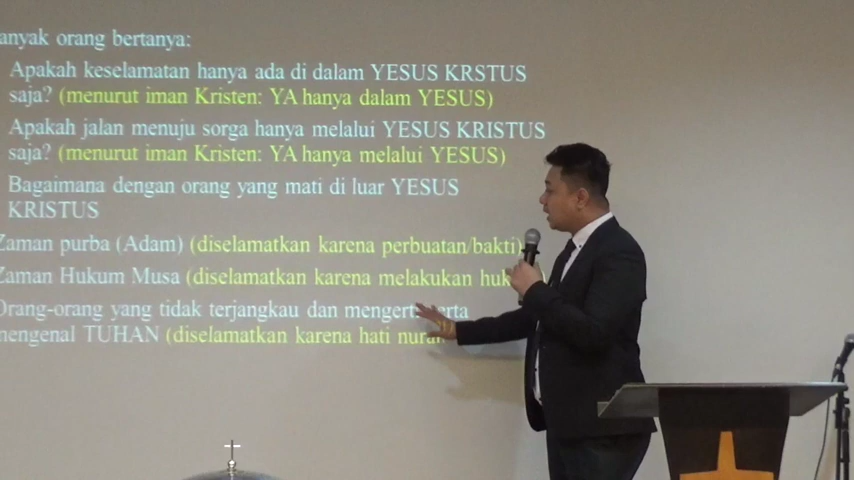 anyak orang bertanya:
Apakah keselamatan hanya ada di dalam YESUS KRSTUS
saja? (menurut iman Kristen: YA hanya dalam YESUS)
Apakah jalan menuju sorga hanya melalui YESUS KRISTUS
saja? (menurut iman Kristen: YA hanya melalui YESUS)
Bagaimana dengan orang yang mati di luar YESUS
KRISTUS
Zaman purba (Adam) (diselamatkan karena perbuatan/bakti)
Zaman Hukum Musa (diselamatkan karena melakukan huk
Orang-orang yang tidak terjangkau dan mengerti serta
mengenal TUHAN (diselamatkan karena hati nuran